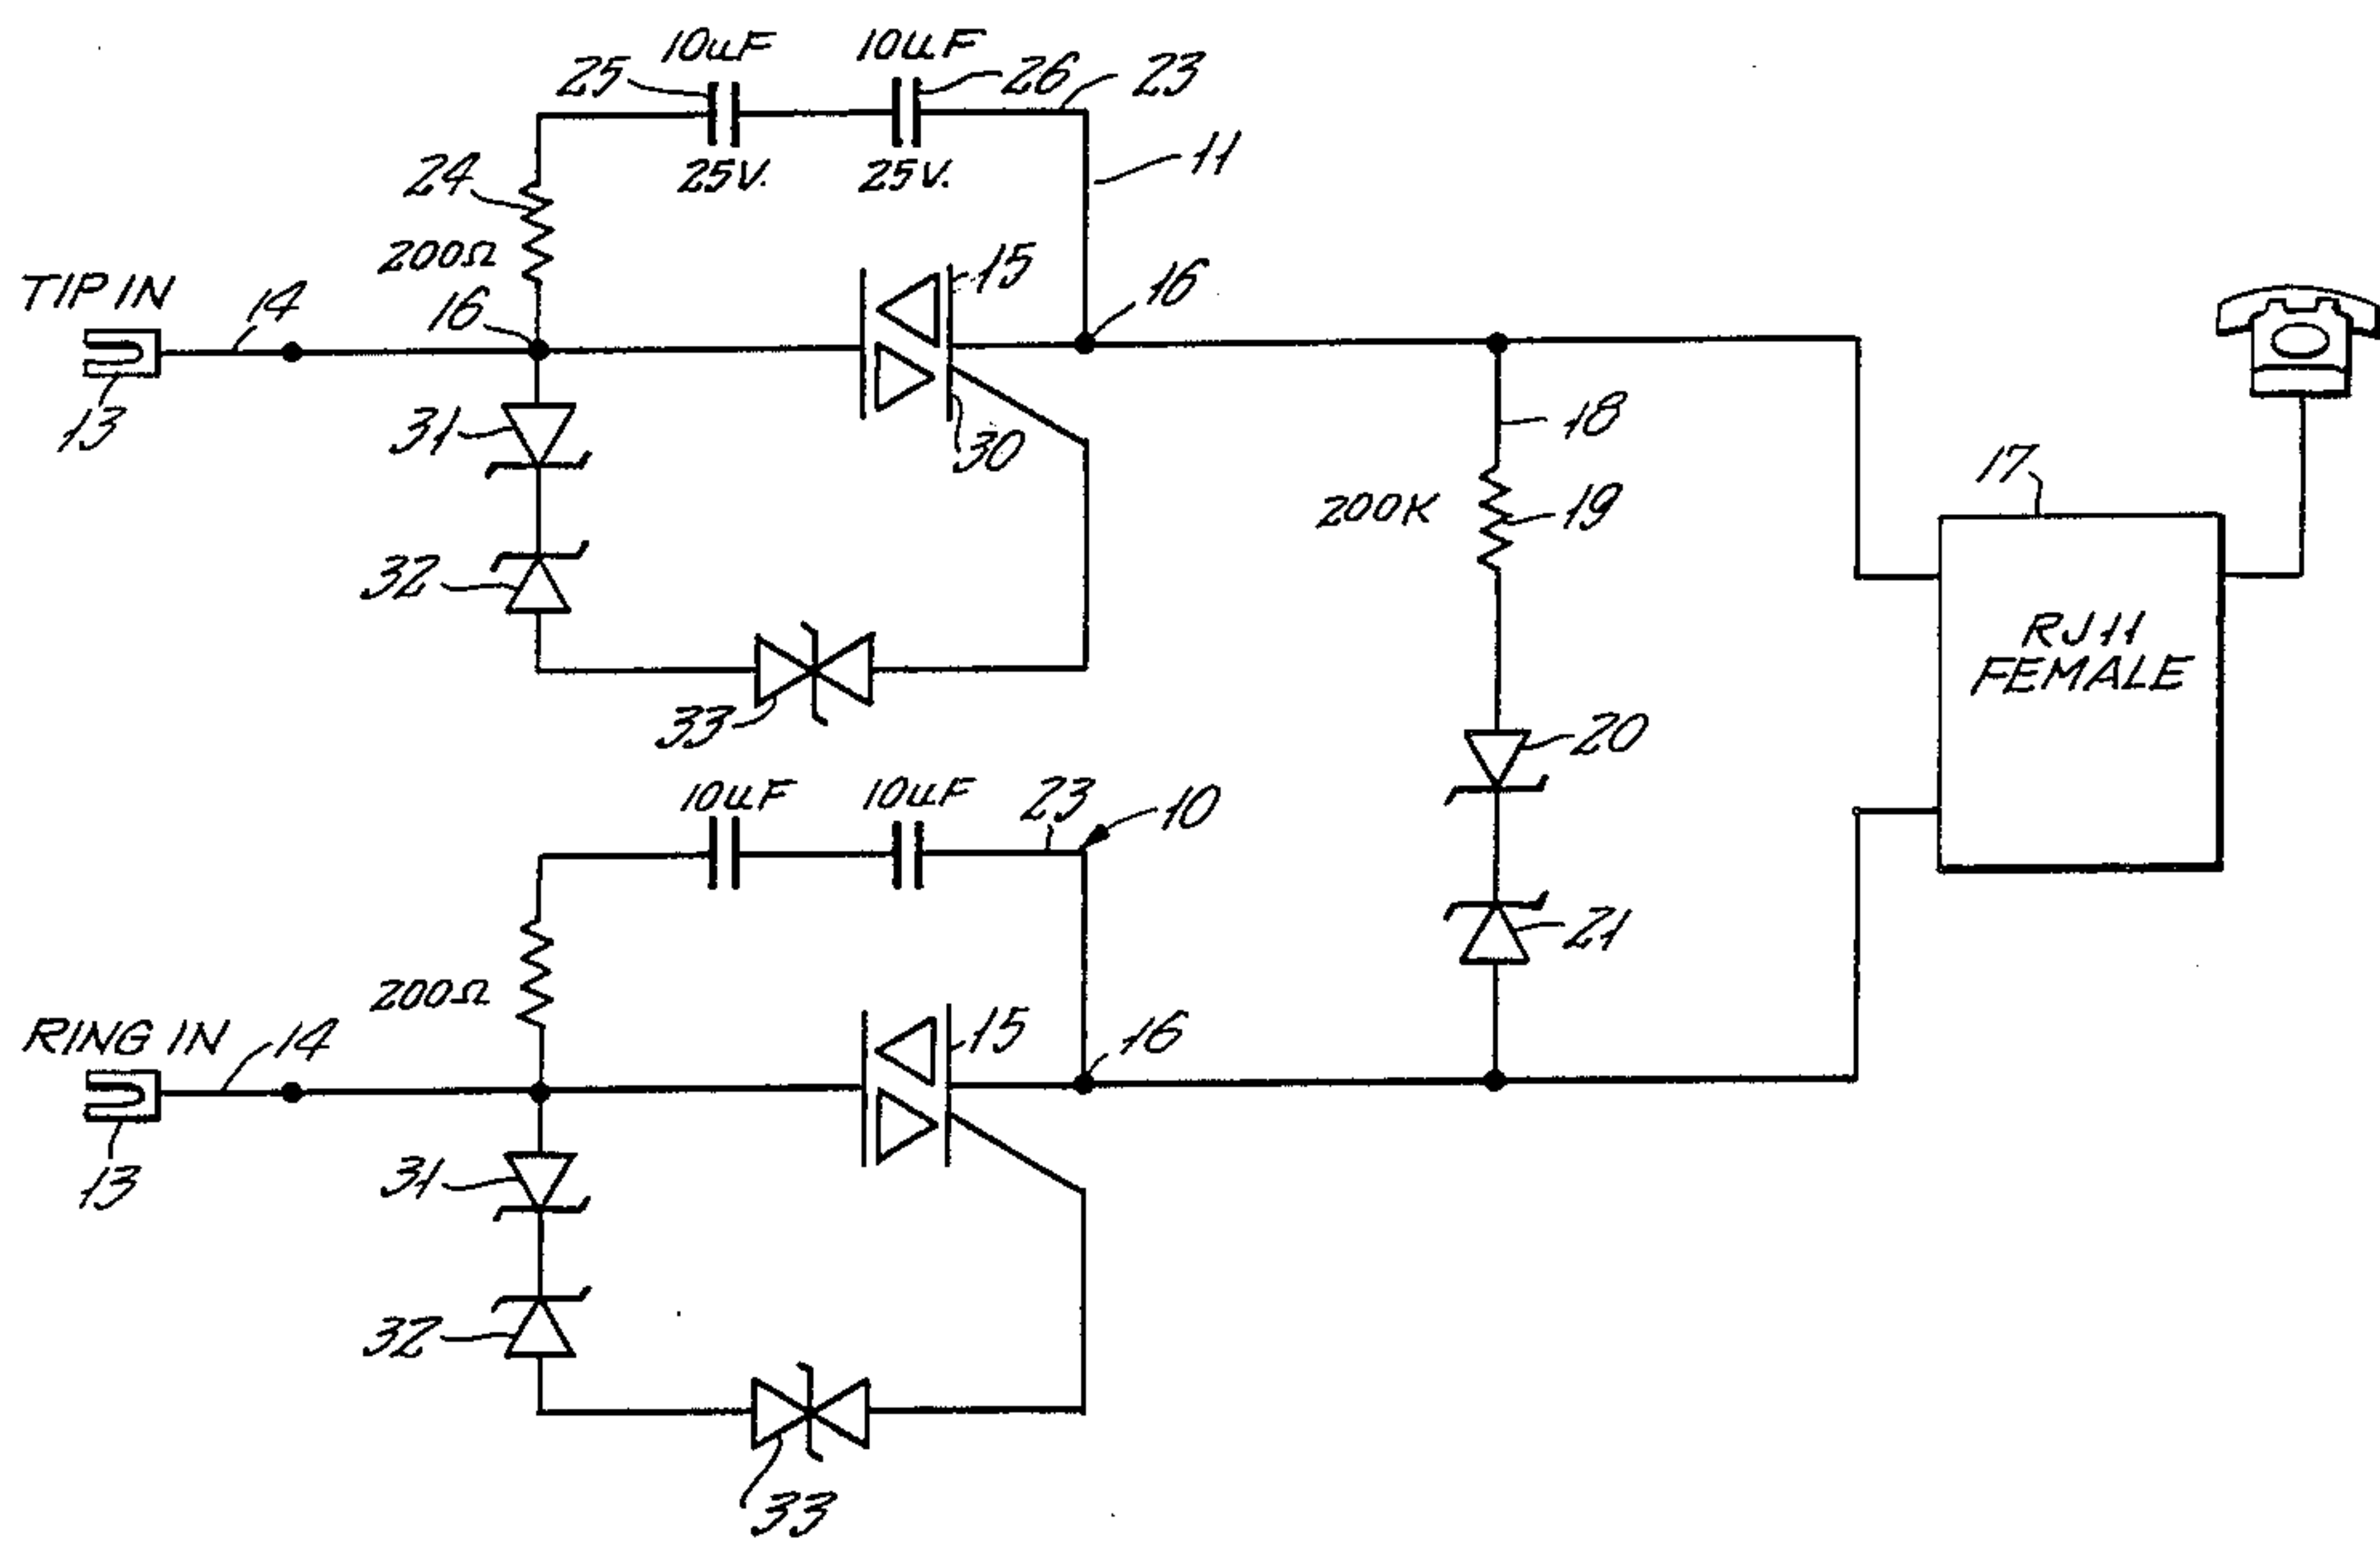 10uF 10uF
25 26 23
11
24 25V. 25V.
200Ω
15 16
TIP IN 14 16
13 31 30 18
17
200K 19
32
RJ11
FEMALE
33 20
10uF 10uF 23 10
21
200Ω
RING IN 14 15 16
13 31
32
33